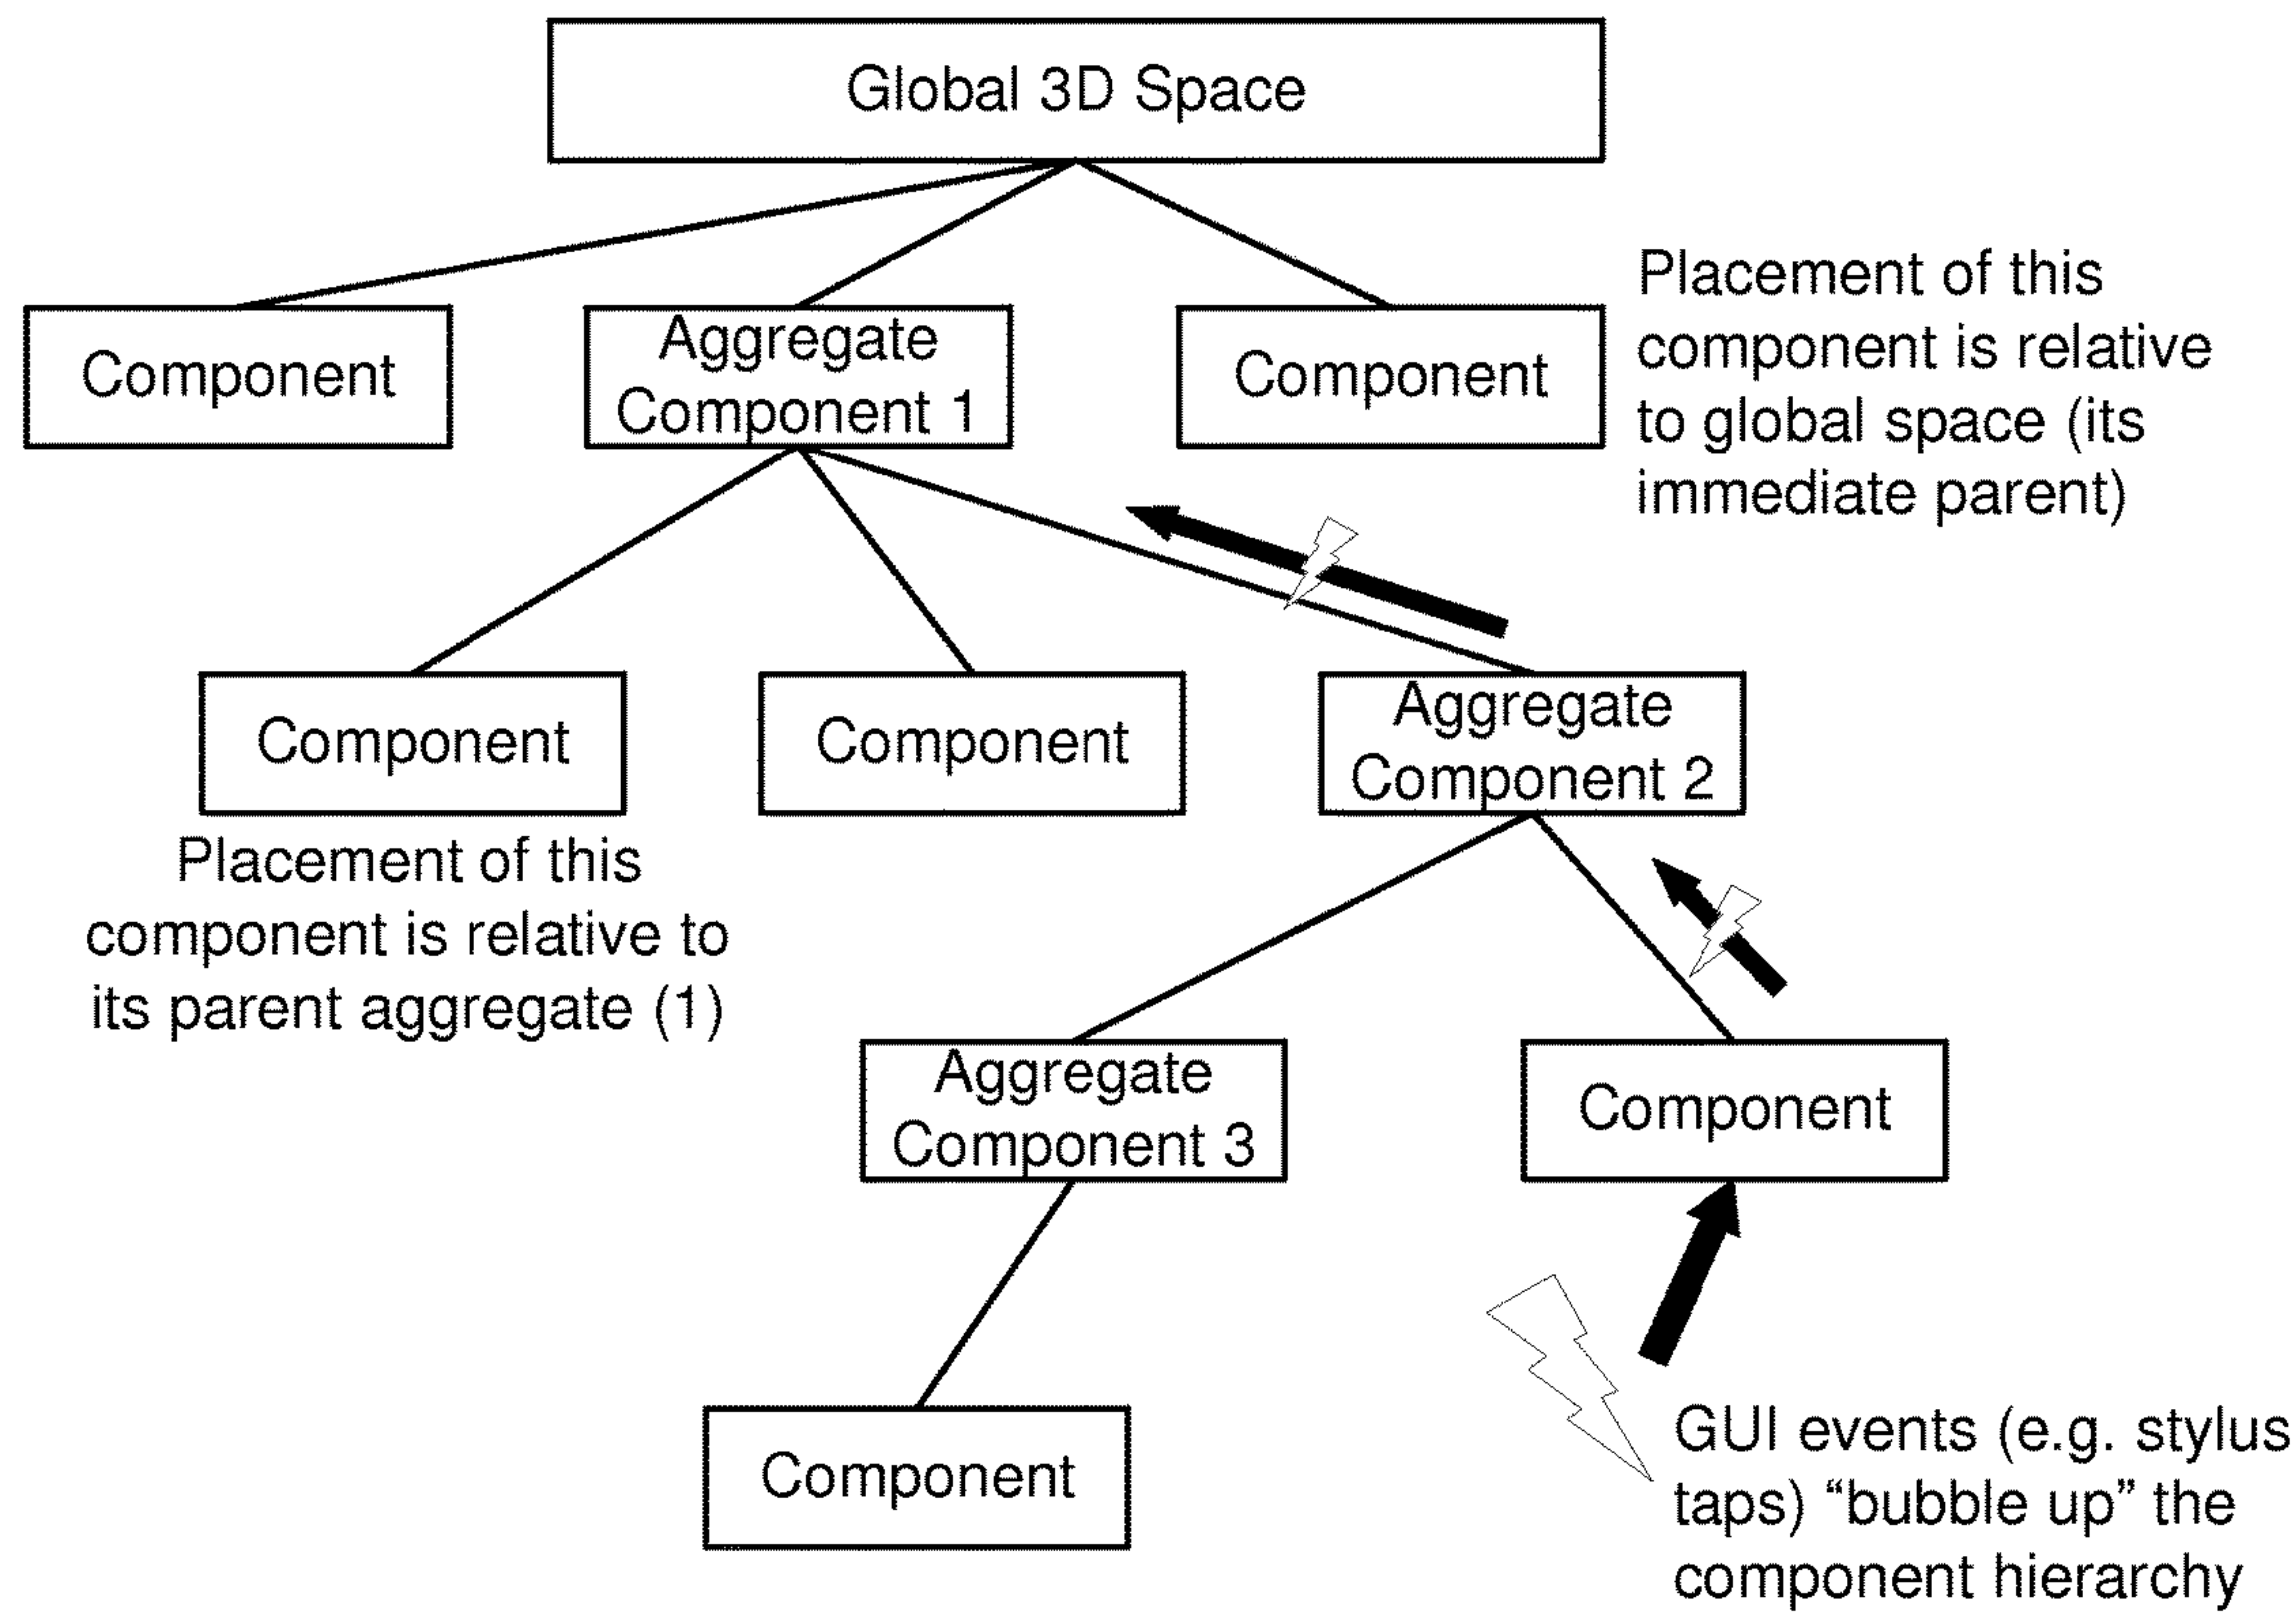 Global 3D Space
Component
Aggregate
Component 1
Component
Placement of this
component is relative
to global space (its
immediate parent)
Component
Component
Aggregate
Component 2
Placement of this
component is relative to
its parent aggregate (1)
Aggregate
Component 3
Component
Component
GUI events (e.g. stylus
taps) “bubble up” the
component hierarchy